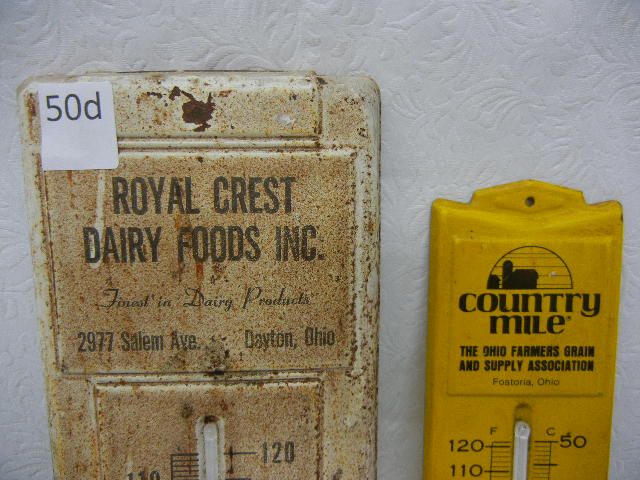 50d
ROYAL CREST
DAIRY FOODS INC.
Finest in Dairy Products
2977 Salem Ave. Dayton, Ohio
120
110
COUNTRY
MILE
THE OHIO FARMERS GRAIN
AND SUPPLY ASSOCIATION
Fostoria, Ohio
F C
120 50
110